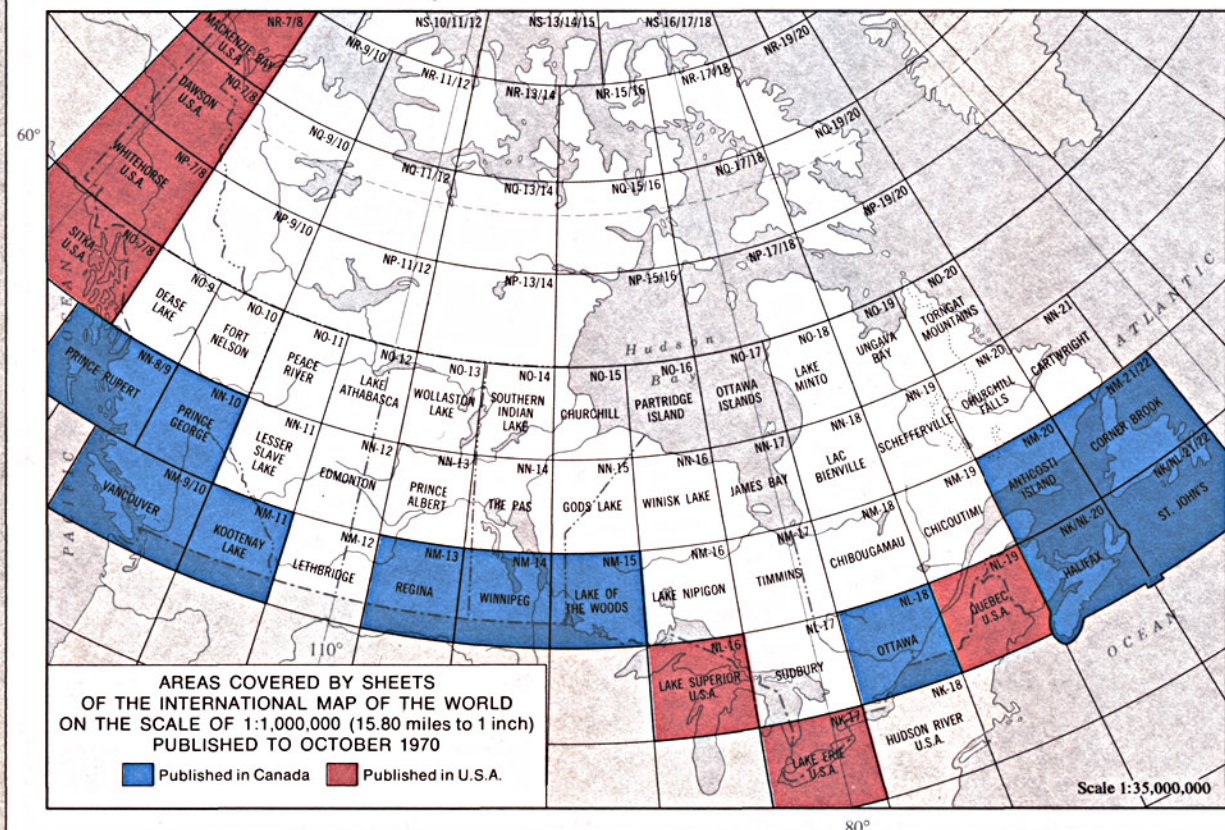 NR-7/8
NS-10/11/12
NS-13/14/15
NS-16/17/18
NR-19/20
MACKENZIE BAY
U.S.A.
NR-9/10
NR-11/12
NR-13/14
NR-15/16
NR-17/18
NQ-7/8
DAWSON
U.S.A.
NQ-9/10
NQ-11/12
NQ-13/14
NQ-15/16
NQ-17/18
NQ-19/20
60°
NP-7/8
WHITEHORSE
U.S.A.
NP-9/10
NP-11/12
NP-13/14
NP-15/16
NP-17/18
NP-19/20
NO-7/8
SITKA
U.S.A.
NO-9
DEASE
LAKE
NO-10
FORT
NELSON
NO-11
PEACE
RIVER
NO-12
LAKE
ATHABASCA
NO-13
WOLLASTON
LAKE
NO-14
SOUTHERN
INDIAN
LAKE
NO-15
CHURCHILL
Hudson
Bay
NO-16
PARTRIDGE
ISLAND
NO-17
OTTAWA
ISLANDS
NO-18
LAKE
MINTO
NO-19
UNGAVA
BAY
NO-20
TORNGAT
MOUNTAINS
NN-8/9
PRINCE RUPERT
NN-10
PRINCE
GEORGE
NN-11
LESSER
SLAVE
LAKE
NN-12
EDMONTON
NN-13
PRINCE
ALBERT
NN-14
THE PAS
NN-15
GODS LAKE
NN-16
WINISK LAKE
NN-17
JAMES BAY
NN-18
LAC
BIENVILLE
NN-19
SCHEFFERVILLE
NN-20
CHURCHILL
FALLS
NN-21
CARTWRIGHT
ATLANTIC
OCEAN
PACIFIC
NM-9/10
VANCOUVER
NM-11
KOOTENAY
LAKE
NM-12
LETHBRIDGE
NM-13
REGINA
NM-14
WINNIPEG
NM-15
LAKE OF
THE WOODS
NM-16
LAKE NIPIGON
NM-17
TIMMINS
NM-18
CHIBOUGAMAU
NM-19
CHICOUTIMI
NM-20
ANTICOSTI
ISLAND
NM-21/22
CORNER BROOK
NL-16
LAKE SUPERIOR
U.S.A.
NL-17
SUDBURY
NL-18
OTTAWA
NL-19
QUEBEC,
U.S.A.
NK/NL-20
HALIFAX
NK/NL-21/22
ST. JOHN'S
NK-17
LAKE ERIE
U.S.A.
NK-18
HUDSON RIVER
U.S.A.
110°
AREAS COVERED BY SHEETS
OF THE INTERNATIONAL MAP OF THE WORLD
ON THE SCALE OF 1:1,000,000 (15.80 miles to 1 inch)
PUBLISHED TO OCTOBER 1970
Published in Canada
Published in U.S.A.
Scale 1:35,000,000
80°